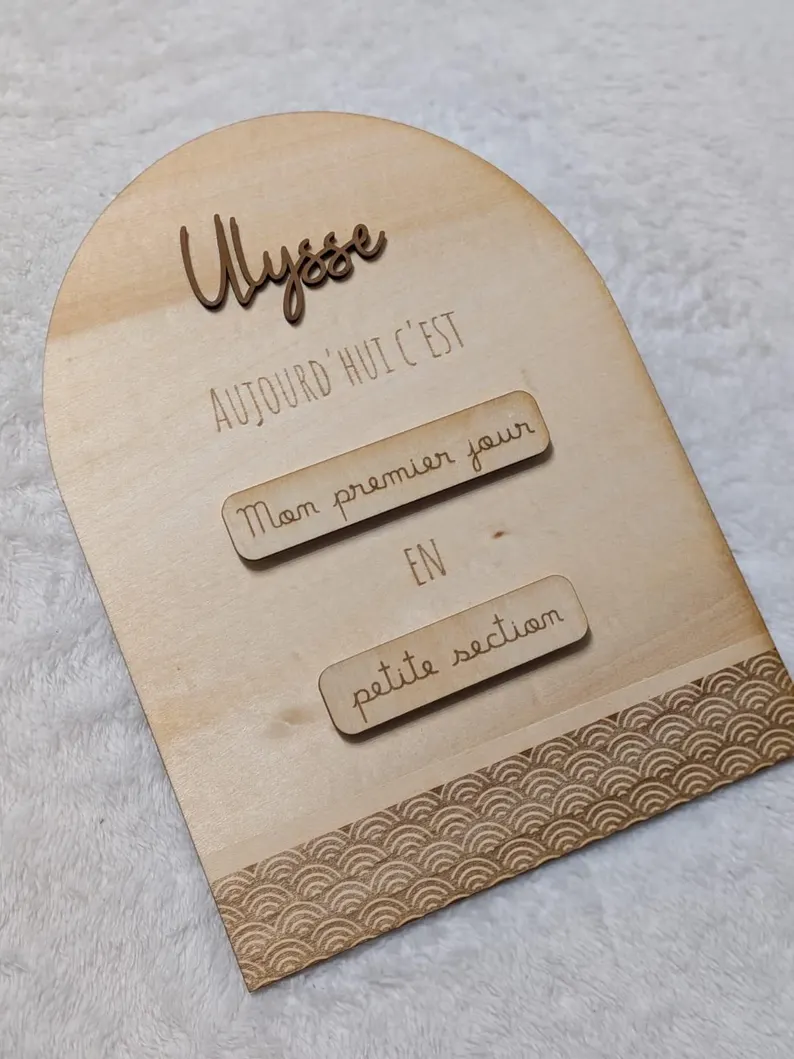 Ulysse
AUJOURD'HUI C'EST
Mon premier jour
EN
petite section